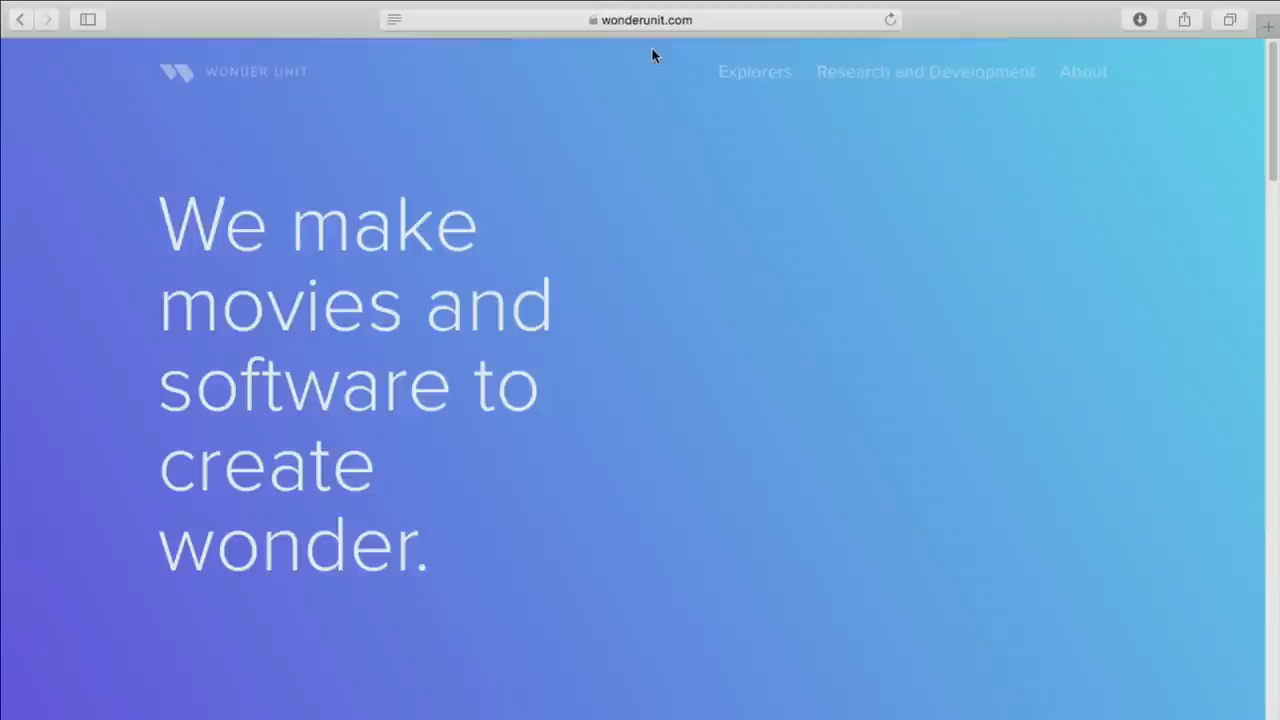 wonderunit.com
WONDER UNIT
Explorers
Research and Development
About
We make
movies and
software to
create
wonder.